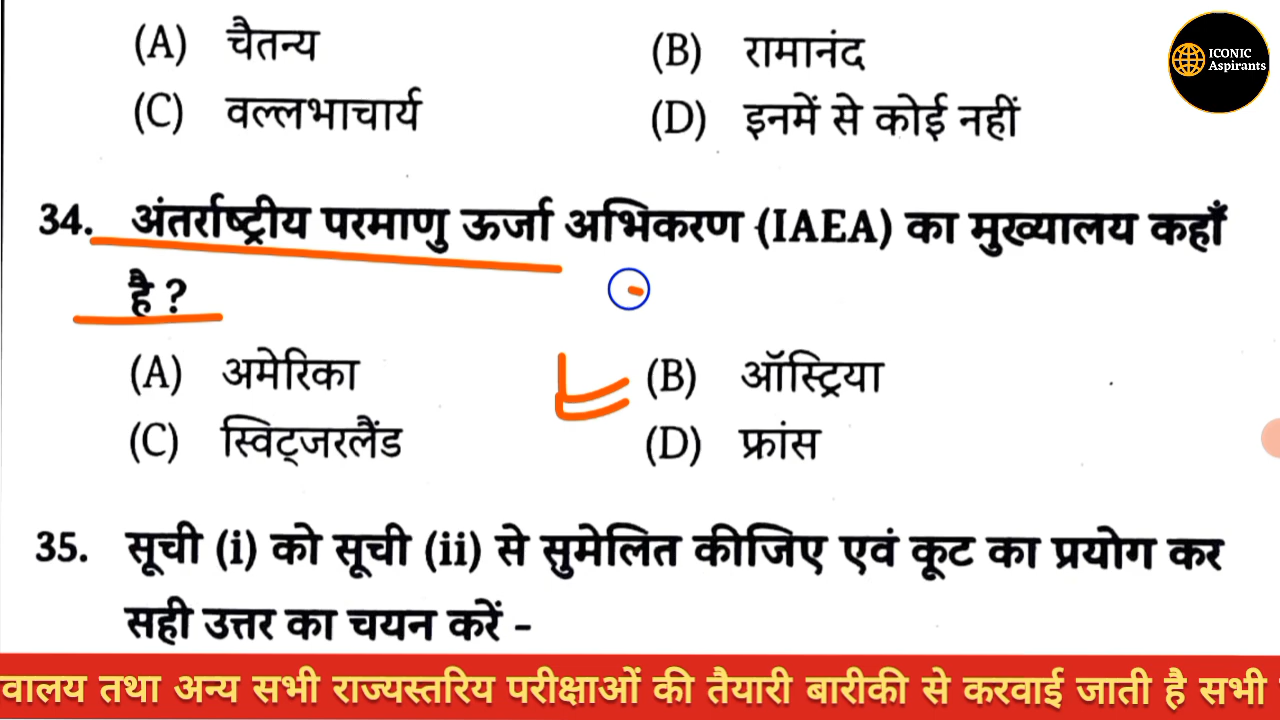 (A) चैतन्य (B) रामानंद
(C) वल्लभाचार्य (D) इनमें से कोई नहीं
ICONIC
Aspirants
34. अंतर्राष्ट्रीय परमाणु ऊर्जा अभिकरण (IAEA) का मुख्यालय कहाँ
है ?
(A) अमेरिका (B) ऑस्ट्रिया
(C) स्विट्जरलैंड (D) फ्रांस
35. सूची (i) को सूची (ii) से सुमेलित कीजिए एवं कूट का प्रयोग कर
सही उत्तर का चयन करें -
वालय तथा अन्य सभी राज्यस्तरिय परीक्षाओं की तैयारी बारीकी से करवाई जाती है सभी